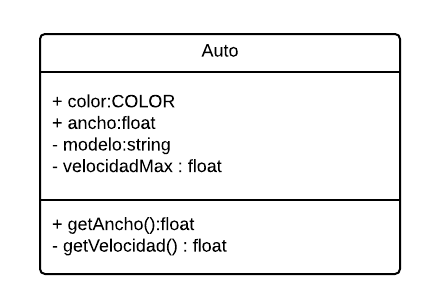 Auto
+ color:COLOR
+ ancho:float
- modelo:string
- velocidadMax : float
+ getAncho():float
- getVelocidad() : float